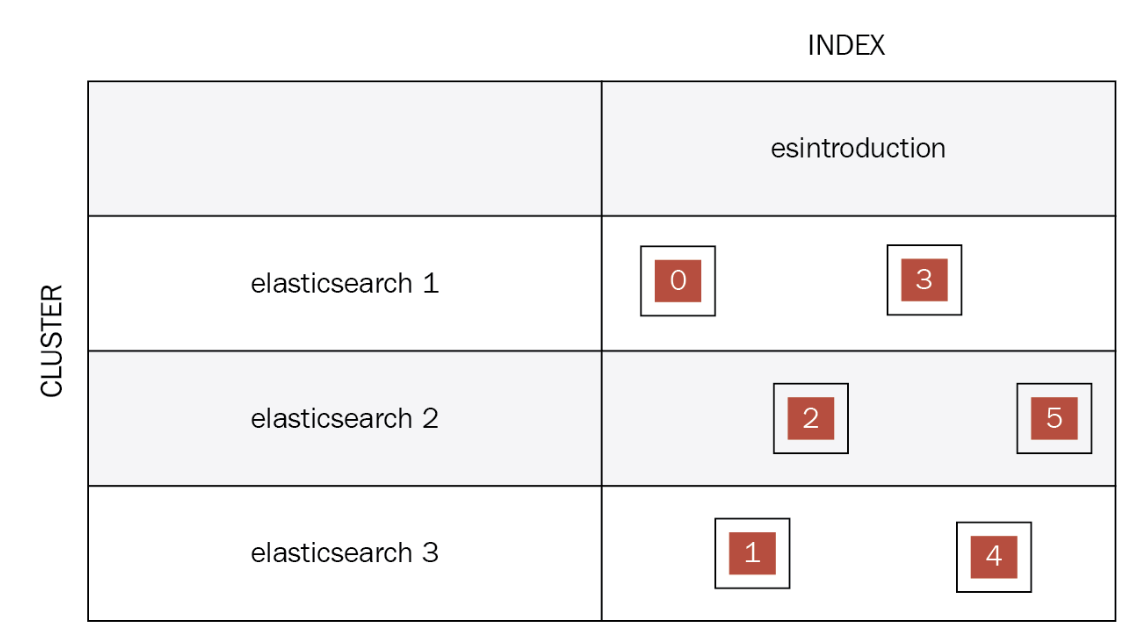 INDEX
esintroduction
CLUSTER
elasticsearch 1
0 3
elasticsearch 2
2 5
elasticsearch 3
1 4